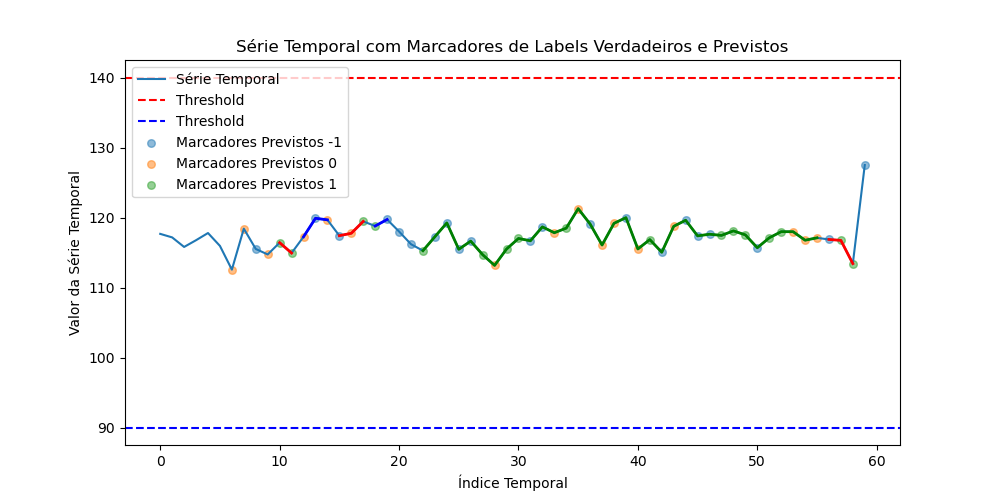 Série Temporal com Marcadores de Labels Verdadeiros e Previstos
Valor da Série Temporal
140
130
120
110
100
90
Série Temporal
Threshold
Threshold
Marcadores Previstos -1
Marcadores Previstos 0
Marcadores Previstos 1
0
10
20
30
40
50
60
Índice Temporal